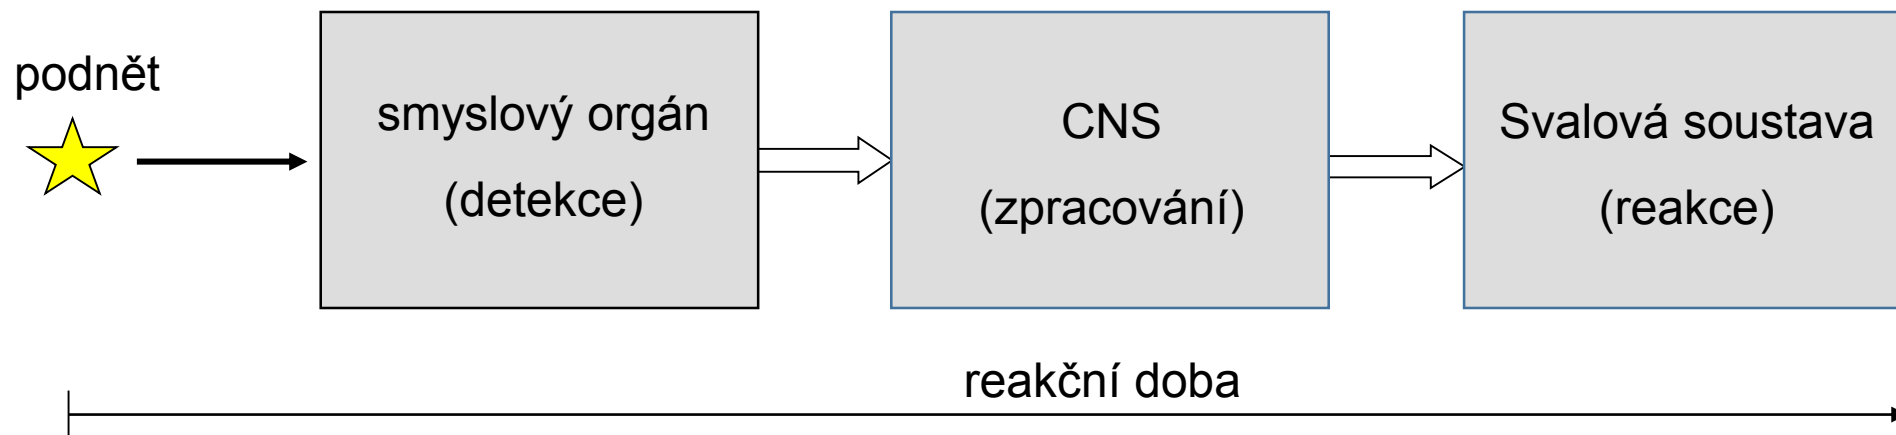 podnět
smyslový orgán
(detekce)
CNS
(zpracování)
Svalová soustava
(reakce)
reakční doba